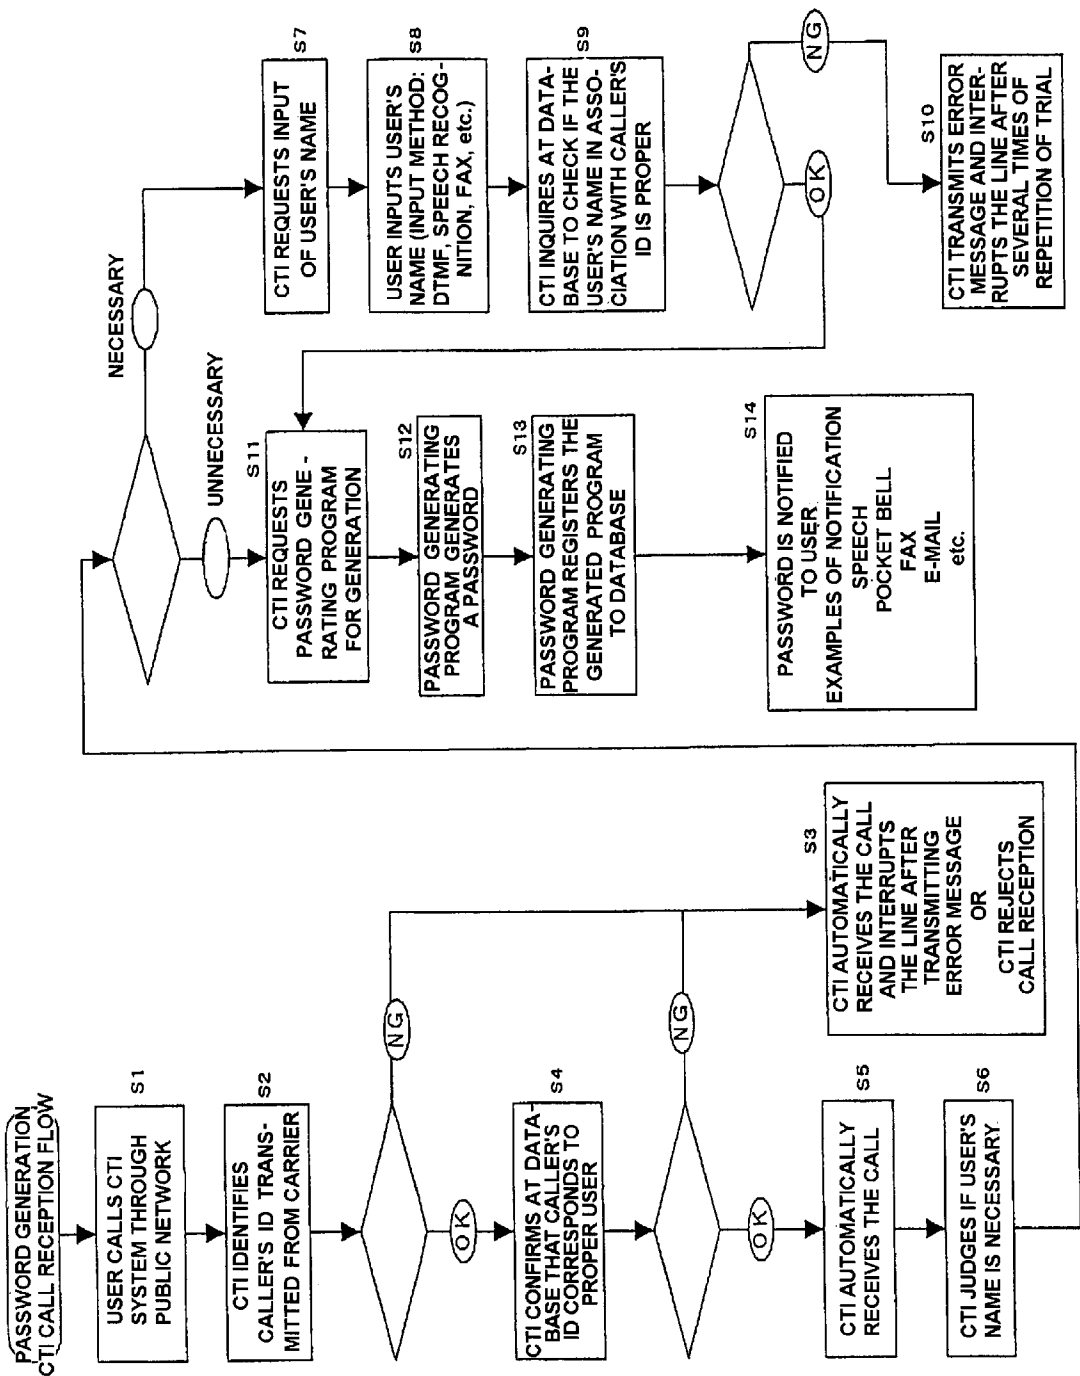 PASSWORD GENERATION
CTI CALL RECEPTION FLOW
S1
USER CALLS CTI
SYSTEM THROUGH
PUBLIC NETWORK
S2
CTI IDENTIFIES
CALLER'S ID TRANS-
MITTED FROM CARRIER
NG
OK
S4
CTI CONFIRMS AT DATA-
BASE THAT CALLER'S
ID CORRESPONDS TO
PROPER USER
NG
OK
S3
CTI AUTOMATICALLY
RECEIVES THE CALL
AND INTERRUPTS
THE LINE AFTER
TRANSMITTING
ERROR MESSAGE
OR
CTI REJECTS
CALL RECEPTION
S5
CTI AUTOMATICALLY
RECEIVES THE CALL
S6
CTI JUDGES IF USER'S
NAME IS NECESSARY
NECESSARY
UNNECESSARY
S7
CTI REQUESTS INPUT
OF USER'S NAME
S8
USER INPUTS USER'S
NAME (INPUT METHOD:
DTMF, SPEECH RECOG-
NITION, FAX, etc.)
S9
CTI INQUIRES AT DATA-
BASE TO CHECK IF THE
USER'S NAME IN ASSO-
CIATION WITH CALLER'S
ID IS PROPER
NG
OK
S10
CTI TRANSMITS ERROR
MESSAGE AND INTER-
RUPTS THE LINE AFTER
SEVERAL TIMES OF
REPETITION OF TRIAL
S11
CTI REQUESTS
PASSWORD GENE -
RATING PROGRAM
FOR GENERATION
S12
PASSWORD GENERATING
PROGRAM GENERATES
A PASSWORD
S13
PASSWORD GENERATING
PROGRAM REGISTERS THE
GENERATED PROGRAM
TO DATABASE
S14
PASSWORD IS NOTIFIED
TO USER
EXAMPLES OF NOTIFICATION
SPEECH
POCKET BELL
FAX
E-MAIL
etc.